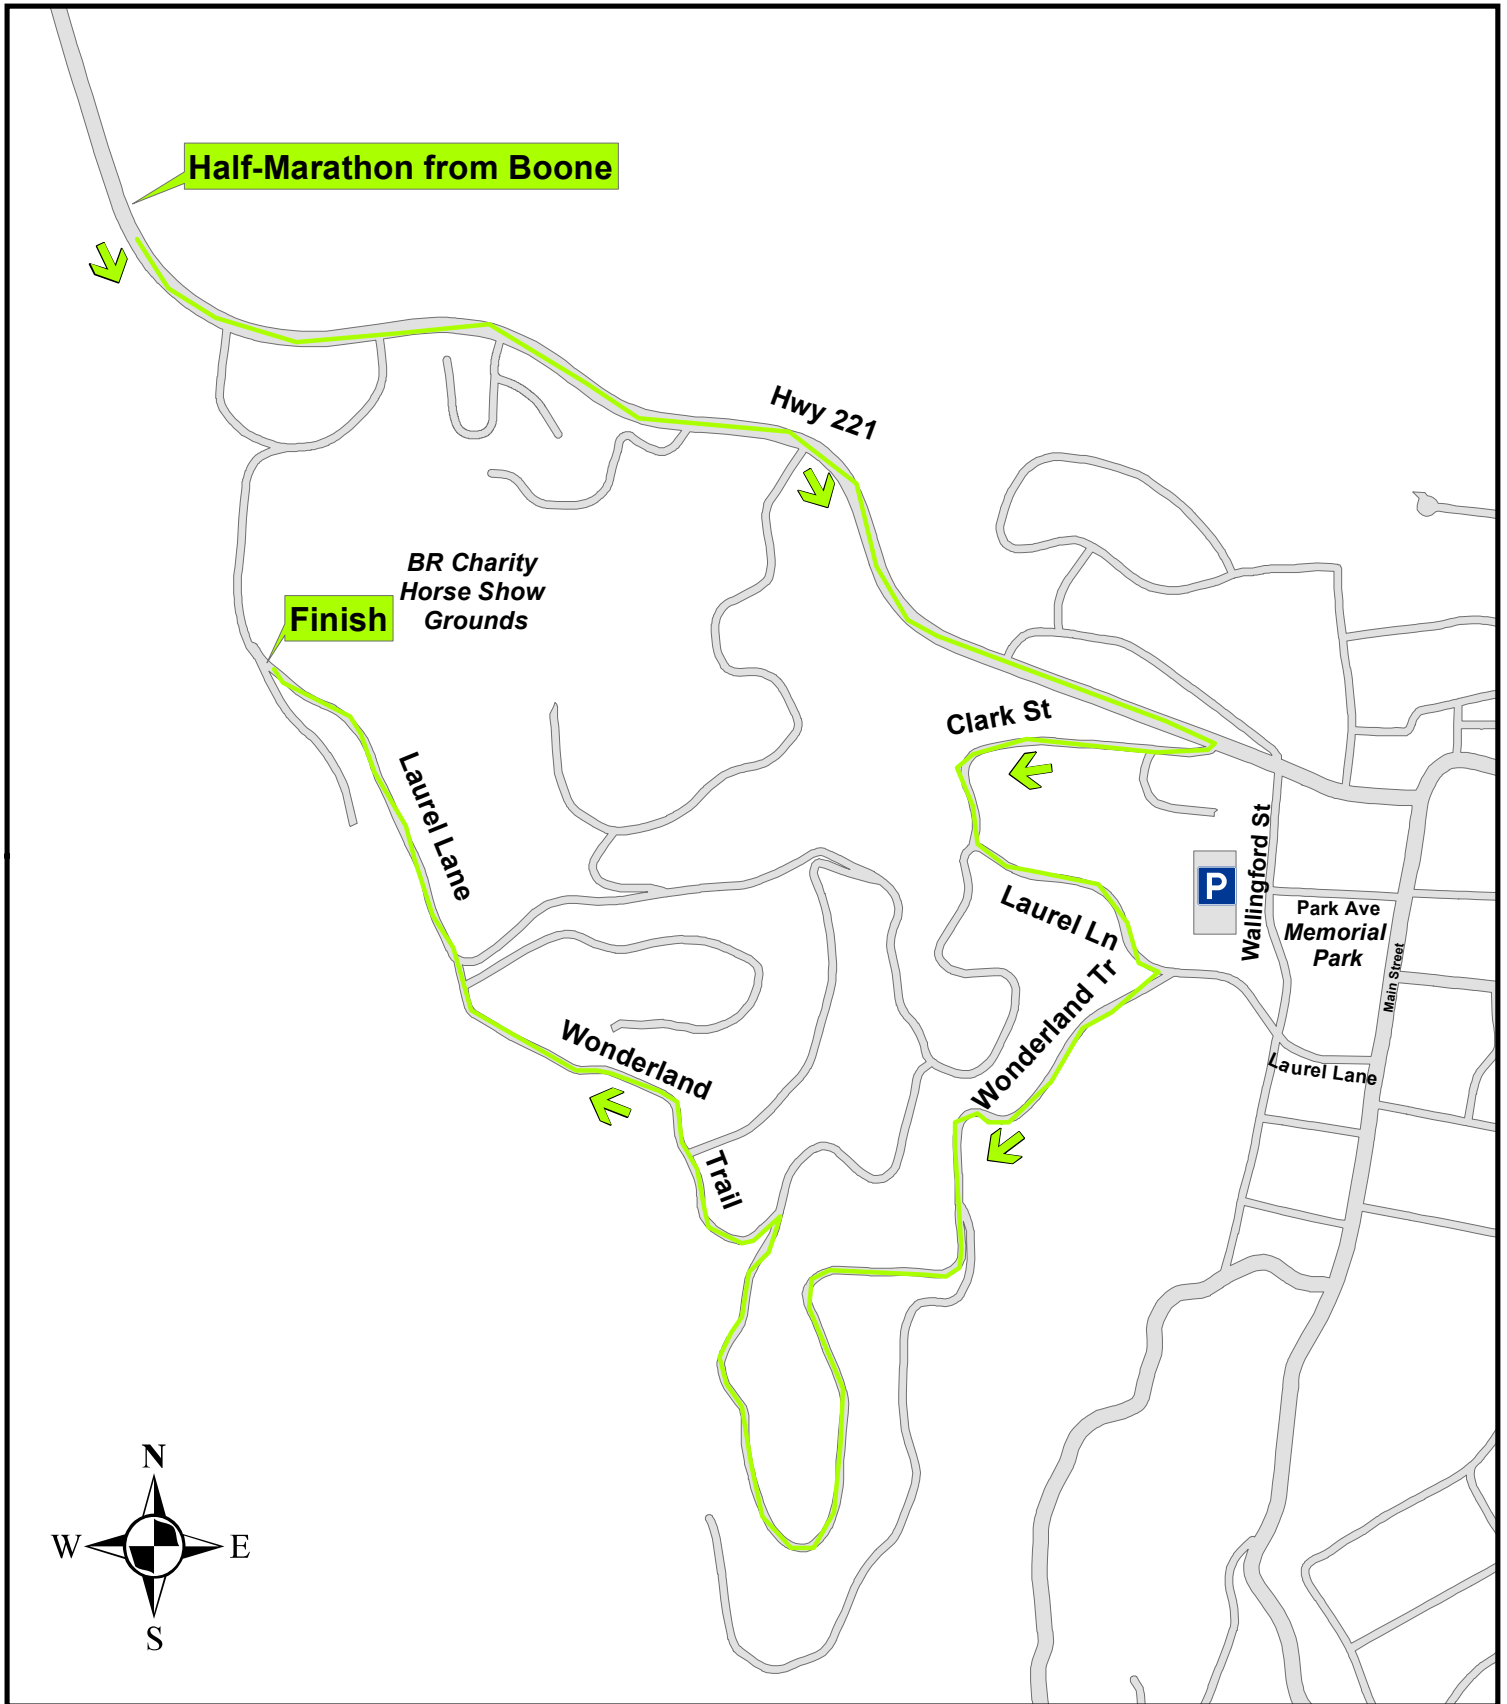 Half-Marathon from Boone
Hwy 221
BR Charity
Horse Show
Grounds
Finish
Clark St
Laurel Lane
Wallingford St
P
Laurel Ln
Park Ave
Memorial
Park
Main Street
Wonderland Tr
Wonderland
Laurel Lane
Trail
N
W
E
S